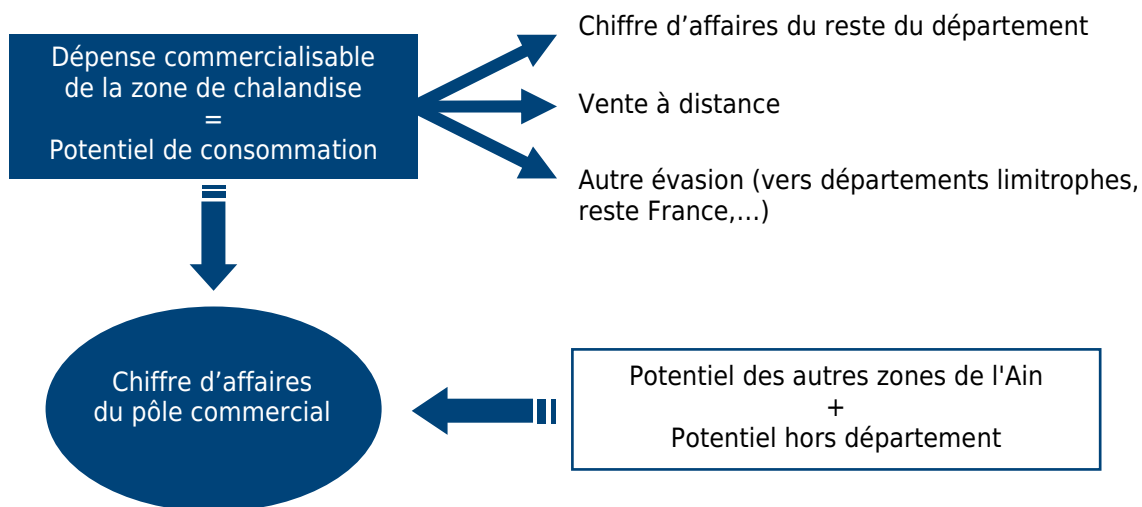 Dépense commercialisable
de la zone de chalandise
=
Potentiel de consommation
Chiffre d’affaires du reste du département
Vente à distance
Autre évasion (vers départements limitrophes,
reste France,...)
Chiffre d’affaires
du pôle commercial
Potentiel des autres zones de l'Ain
+
Potentiel hors département